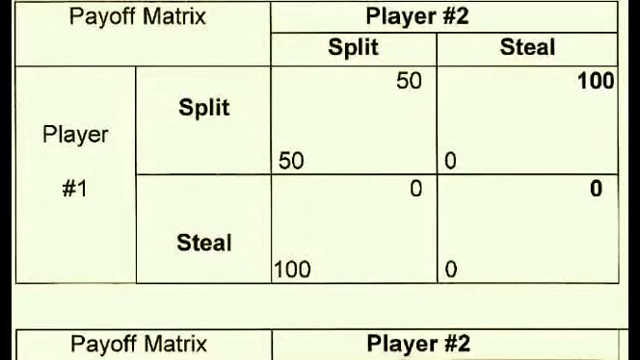 Payoff Matrix Player #2
Split Steal
50 100
Split
Player
50 0
#1 0 0
Steal
100 0
Payoff Matrix Player #2